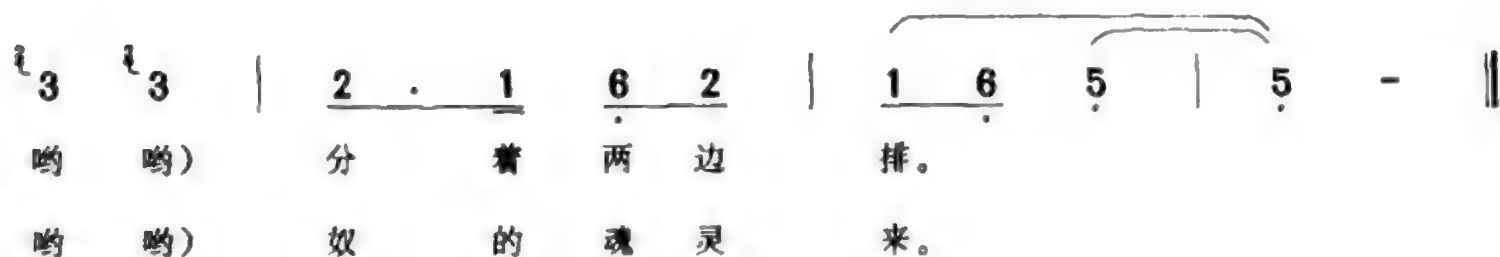 3 3 | 2 . 1 6 2 | 1 6 5 | 5 - ‖
哟 哟） 分 着 两 边 排。
哟 哟） 奴 的 魂 灵 来。